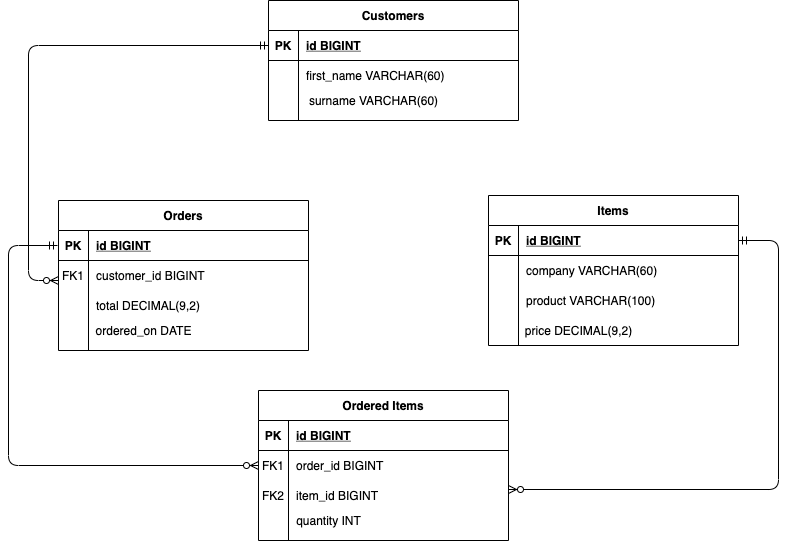 Customers
PK id BIGINT
first_name VARCHAR(60)
surname VARCHAR(60)
Orders
PK id BIGINT
FK1 customer_id BIGINT
total DECIMAL(9,2)
ordered_on DATE
Items
PK id BIGINT
company VARCHAR(60)
product VARCHAR(100)
price DECIMAL(9,2)
Ordered Items
PK id BIGINT
FK1 order_id BIGINT
FK2 item_id BIGINT
quantity INT